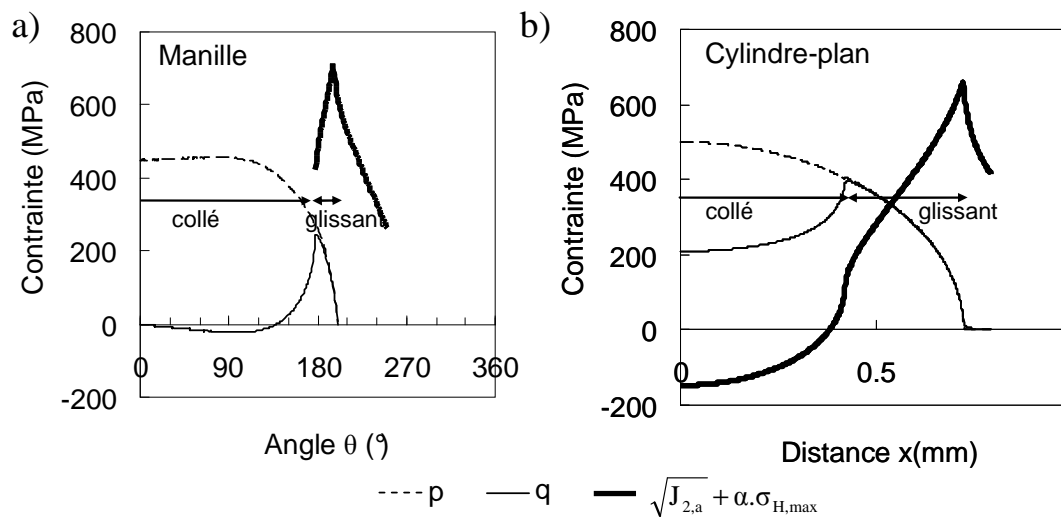 a)
Manille
Contrainte (MPa)
800
600
400
200
0
-200
collé
glissant
0
90
180
270
360
Angle θ (°)
b)
Cylindre-plan
Contrainte (MPa)
800
600
400
200
0
-200
collé
glissant
0
0.5
Distance x(mm)
p
q
√J2,a + α.σH,max